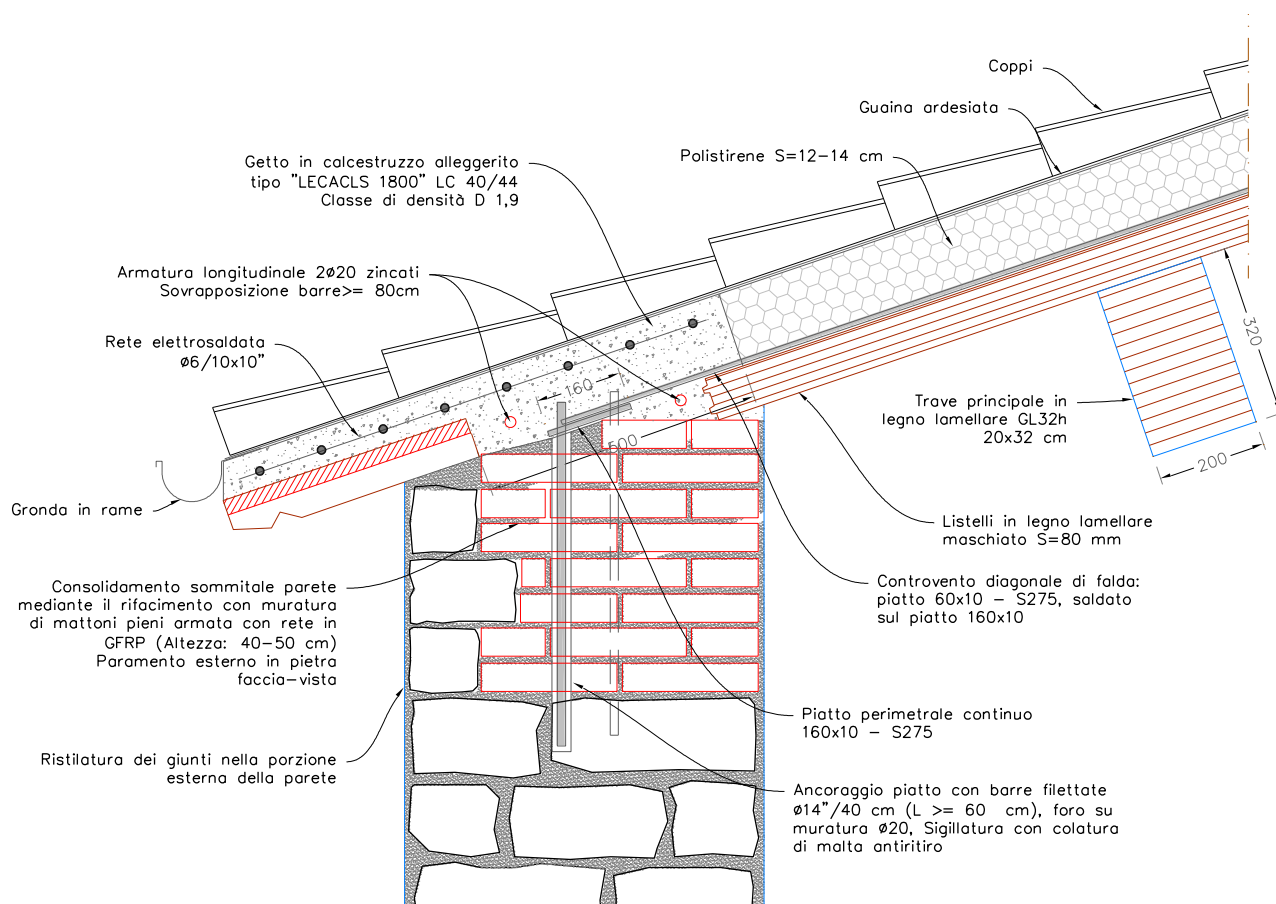 Coppi
Guaina ardesiata
Polistirene S=12-14 cm
Getto in calcestruzzo alleggerito
tipo "LECACLS 1800" LC 40/44
Classe di densità D 1,9
Armatura longitudinale 2ø20 zincati
Sovrapposizione barre>= 80cm
Rete elettrosaldata
ø6/10x10"
160
500
320
200
Trave principale in
legno lamellare GL32h
20x32 cm
Gronda in rame
Listelli in legno lamellare
maschiato S=80 mm
Consolidamento sommitale parete
mediante il rifacimento con muratura
di mattoni pieni armata con rete in
GFRP (Altezza: 40-50 cm)
Paramento esterno in pietra
faccia-vista
Controvento diagonale di falda:
piatto 60x10 - S275, saldato
sul piatto 160x10
Piatto perimetrale continuo
160x10 - S275
Ristilatura dei giunti nella porzione
esterna della parete
Ancoraggio piatto con barre filettate
ø14"/40 cm (L >= 60 cm), foro su
muratura ø20, Sigillatura con colatura
di malta antiritiro